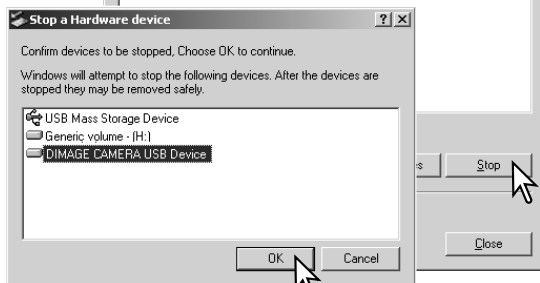 Stop a Hardware device
Confirm devices to be stopped, Choose OK to continue.
Windows will attempt to stop the following devices. After the devices are
stopped they may be removed safely.
USB Mass Storage Device
Generic volume - (H:)
DIMAGE CAMERA USB Device
Stop
OK
Cancel
Close